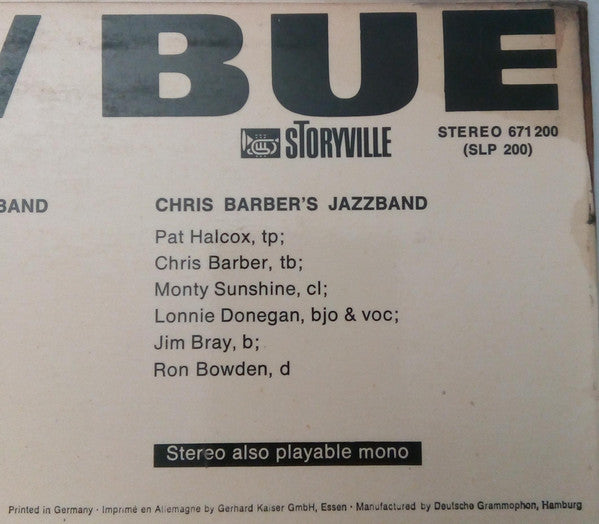 BUE
STORYVILLE
STEREO 671 200
(SLP 200)
BAND
CHRIS BARBER'S JAZZBAND
Pat Halcox, tp;
Chris Barber, tb;
Monty Sunshine, cl;
Lonnie Donegan, bjo & voc;
Jim Bray, b;
Ron Bowden, d
Stereo also playable mono
Printed in Germany · Imprimé en Allemagne by Gerhard Kaiser GmbH, Essen · Manufactured by Deutsche Grammophon, Hamburg